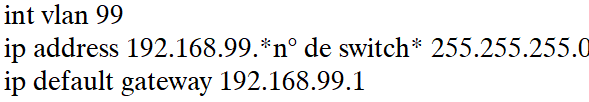 int vlan 99
ip address 192.168.99.*n° de switch* 255.255.255.0
ip default gateway 192.168.99.1